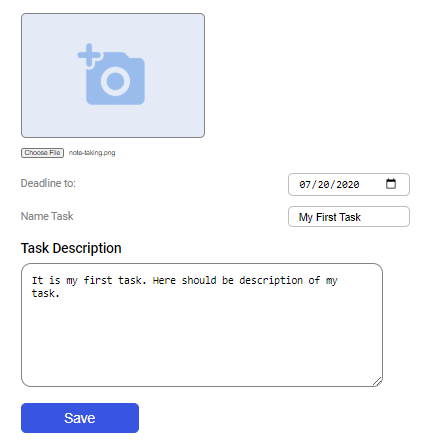 Choose File note-taking.png
Deadline to: 07/20/2020
Name Task My First Task
Task Description
It is my first task. Here should be description of my
task.
Save